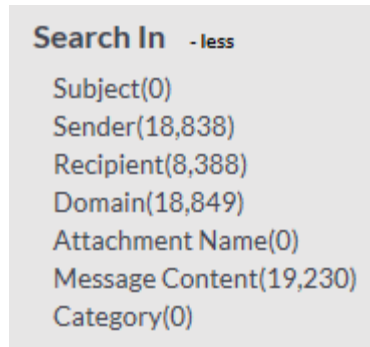 Search In - less
Subject(0)
Sender(18,838)
Recipient(8,388)
Domain(18,849)
Attachment Name(0)
Message Content(19,230)
Category(0)